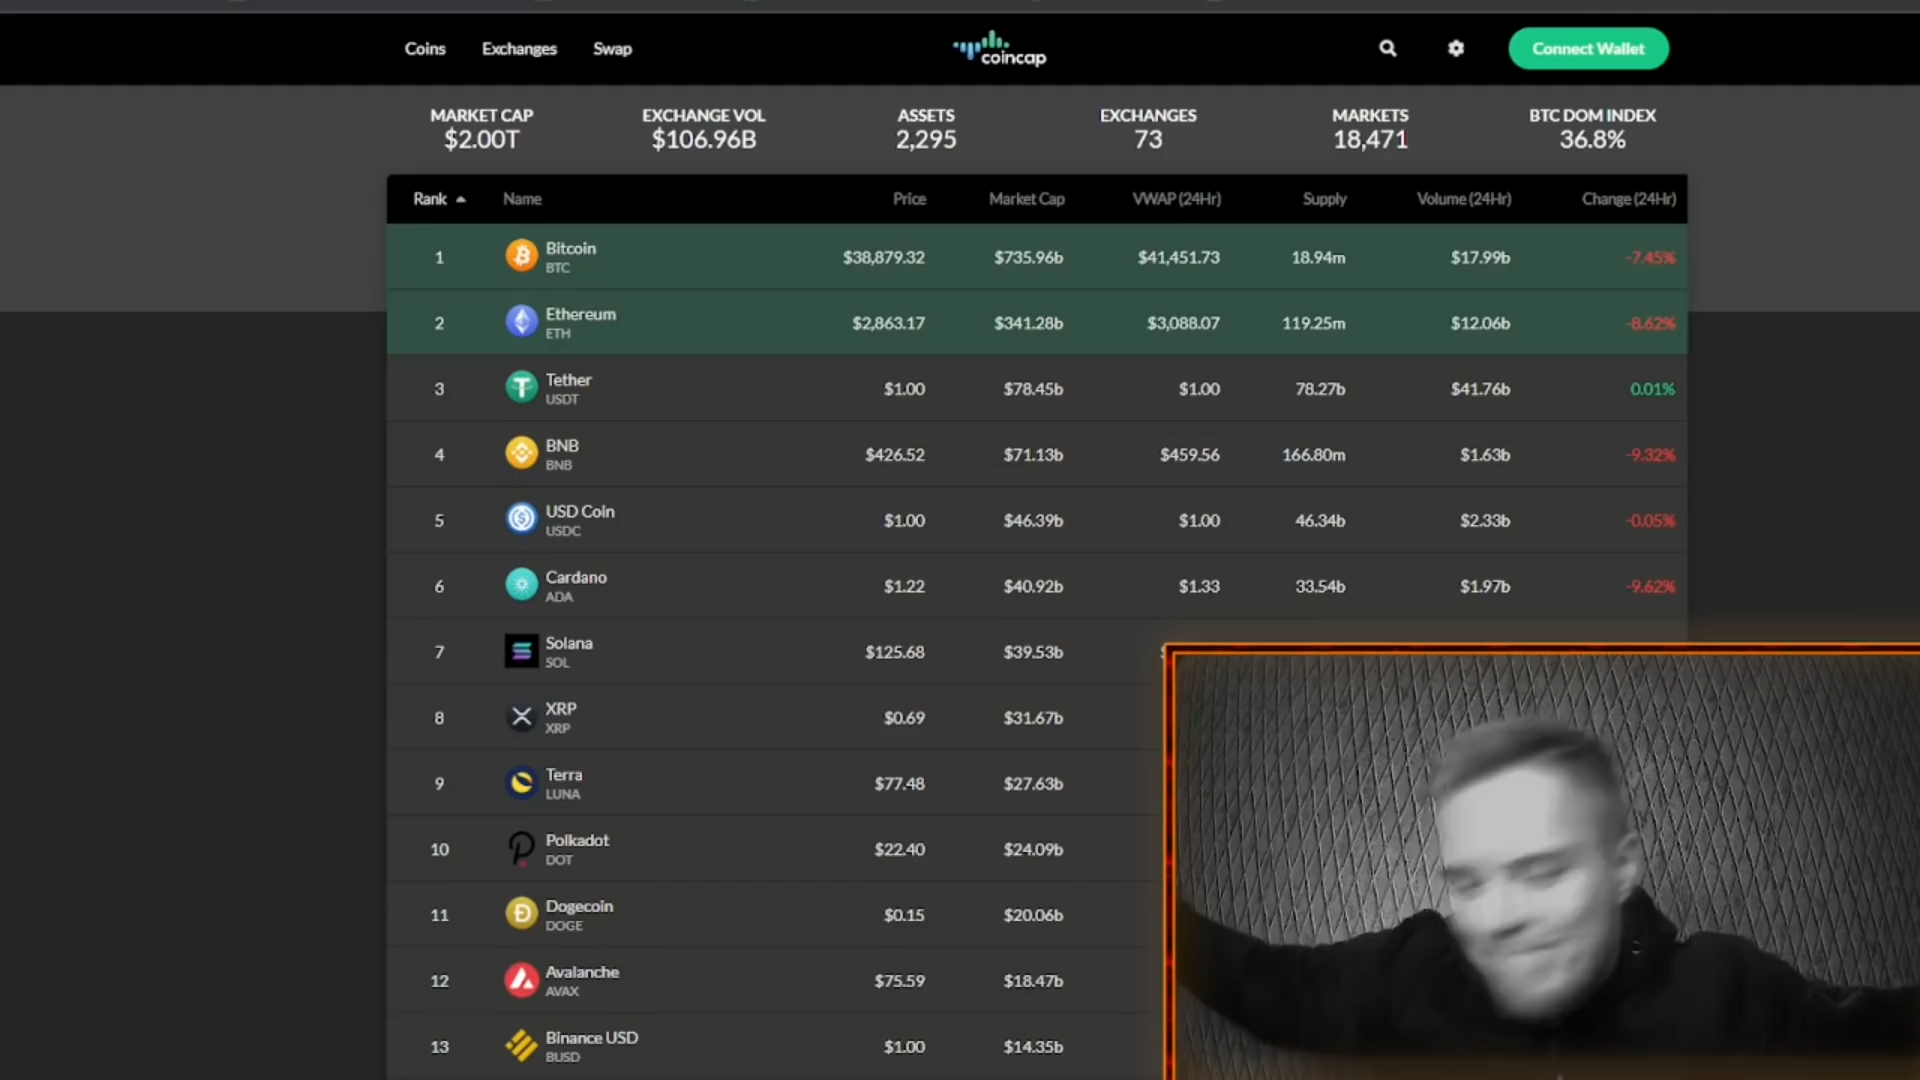 Coins Exchanges Swap coincap Connect Wallet
MARKET CAP EXCHANGE VOL ASSETS EXCHANGES MARKETS BTC DOM INDEX
$2.00T $106.96B 2,295 73 18,471 36.8%
Rank Name Price Market Cap VWAP (24Hr) Supply Volume (24Hr) Change (24Hr)
1 Bitcoin $38,879.32 $735.96b $41,451.73 18.94m $17.99b -7.45%
BTC
2 Ethereum $2,863.17 $341.28b $3,088.07 119.25m $12.06b -8.62%
ETH
3 Tether $1.00 $78.45b $1.00 78.27b $41.76b 0.01%
USDT
4 BNB $426.52 $71.13b $459.56 166.80m $1.63b -9.32%
BNB
5 USD Coin $1.00 $46.39b $1.00 46.34b $2.33b -0.05%
USDC
6 Cardano $1.22 $40.92b $1.33 33.54b $1.97b -9.62%
ADA
7 Solana $125.68 $39.53b
SOL
8 XRP $0.69 $31.67b
XRP
9 Terra $77.48 $27.63b
LUNA
10 Polkadot $22.40 $24.09b
DOT
11 Dogecoin $0.15 $20.06b
DOGE
12 Avalanche $75.59 $18.47b
AVAX
13 Binance USD $1.00 $14.35b
BUSD